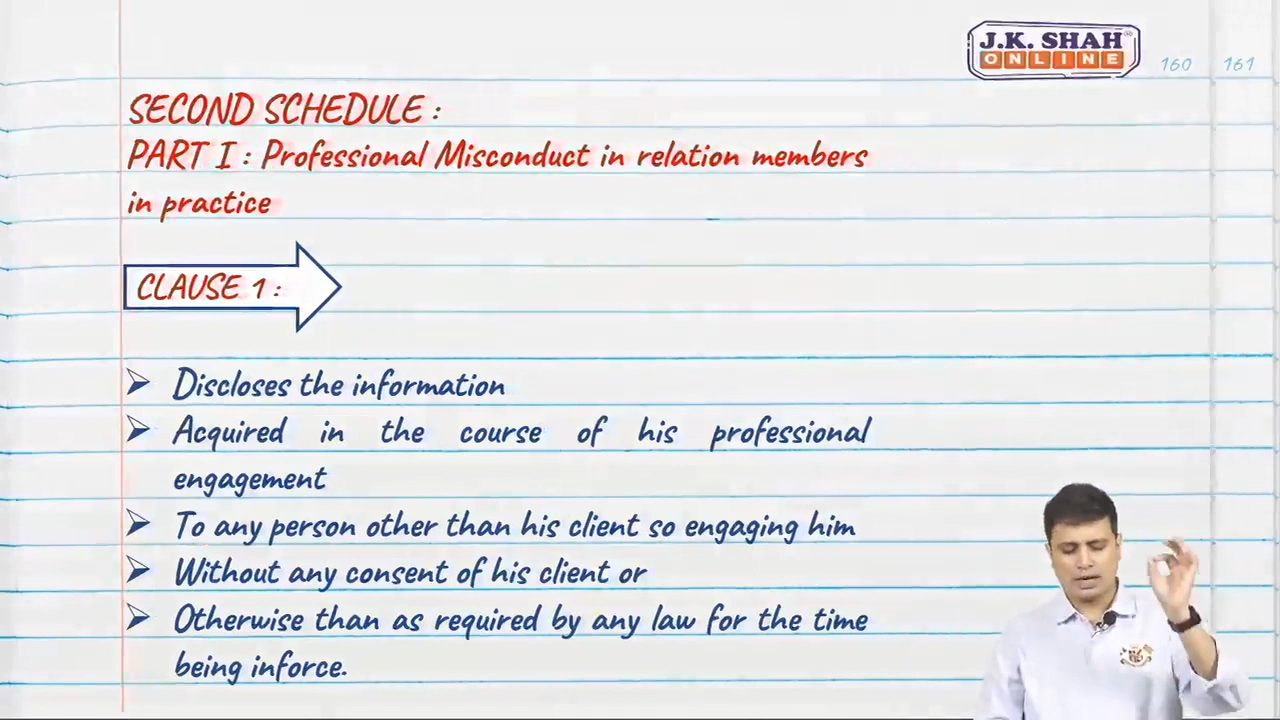 J.K. SHAH®
ONLINE
160 161
SECOND SCHEDULE :
PART I : Professional Misconduct in relation members
in practice
CLAUSE 1 :
➢ Discloses the information
➢ Acquired in the course of his professional
engagement
➢ To any person other than his client so engaging him
➢ Without any consent of his client or
➢ Otherwise than as required by any law for the time
being inforce.